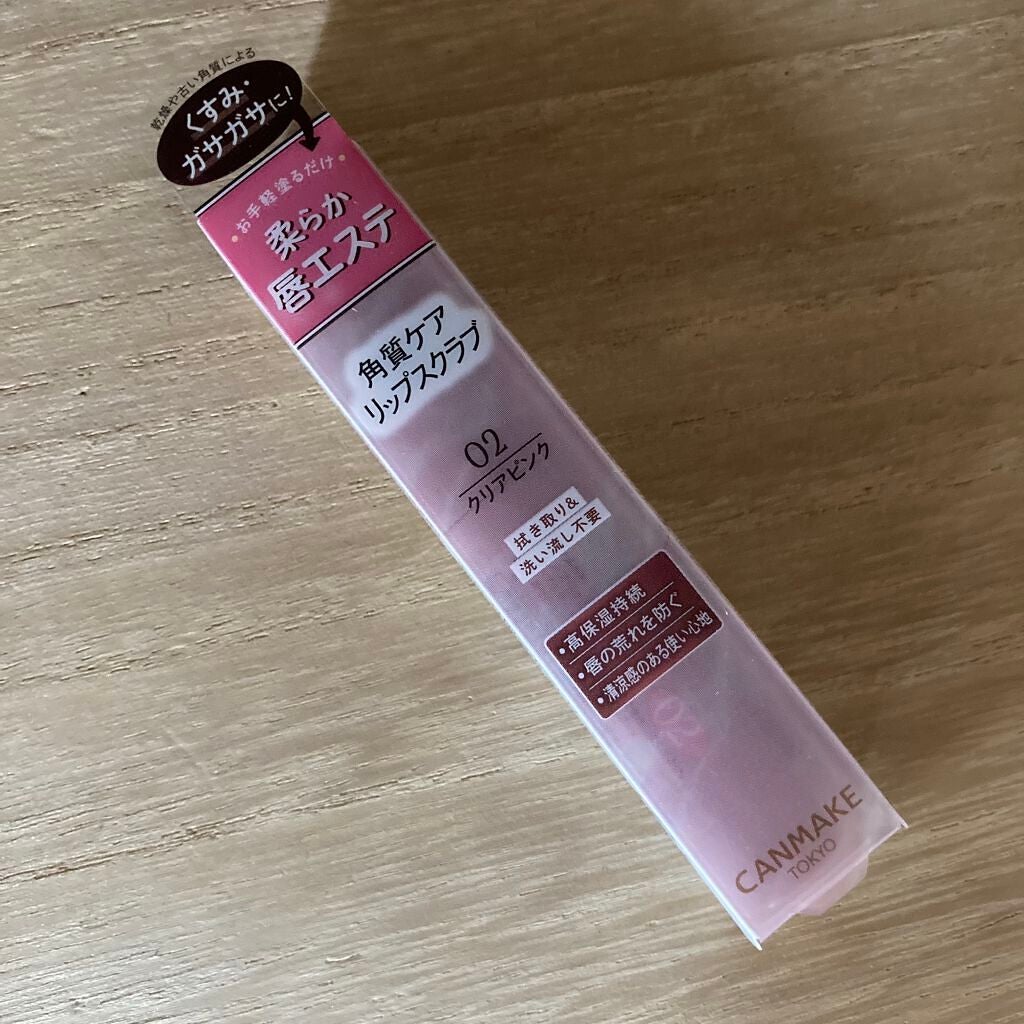 乾燥や古い角質による
くすみ・
ガサガサに!
お手軽塗るだけ
柔らか
唇エステ
角質ケア
リップスクラブ
02
クリアピンク
拭き取り&
洗い流し不要
・高保湿持続
・唇の荒れを防ぐ
・清涼感のある使い心地
CANMAKE
TOKYO